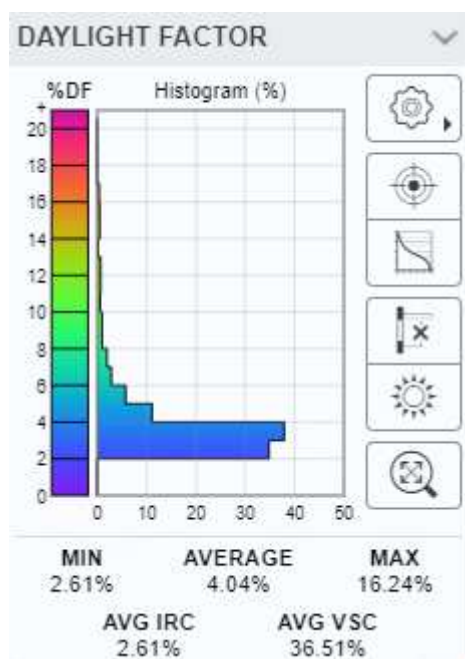 DAYLIGHT FACTOR
%DF Histogram (%)
+
20
18
16
14
12
10
8
6
4
2
0
0 10 20 30 40 50
MIN AVERAGE MAX
2.61% 4.04% 16.24%
AVG IRC AVG VSC
2.61% 36.51%